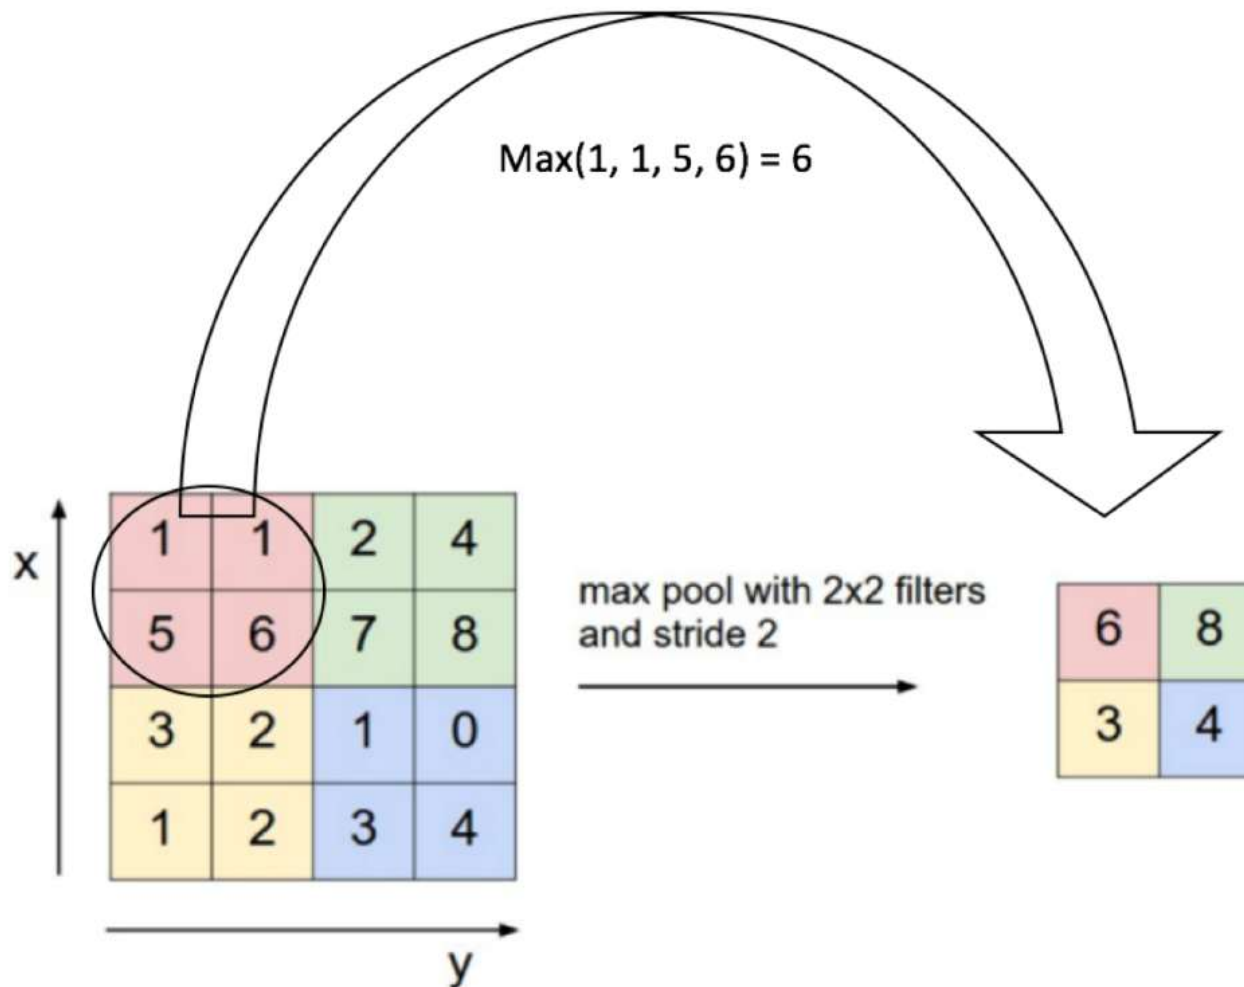 Max(1, 1, 5, 6) = 6
x
1 1 2 4
5 6 7 8
3 2 1 0
1 2 3 4
y
max pool with 2x2 filters
and stride 2
6 8
3 4